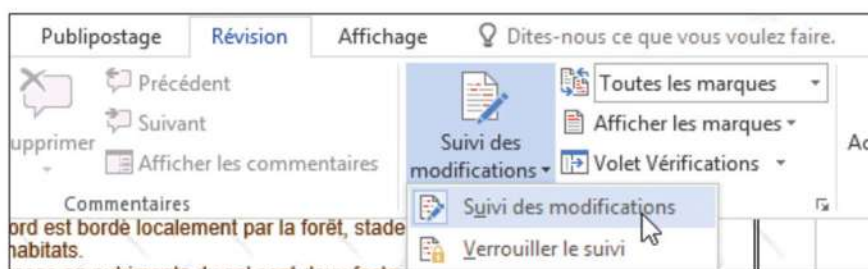 Publipostage Révision Affichage Dites-nous ce que vous voulez faire.
Précédent
Suivant
upprimer
Afficher les commentaires
Commentaires
Suivi des
modifications
Toutes les marques
Afficher les marques
Volet Vérifications
Ac
Suivi des modifications
Verrouiller le suivi
ord est bordé localement par la forêt, stade
habitats.